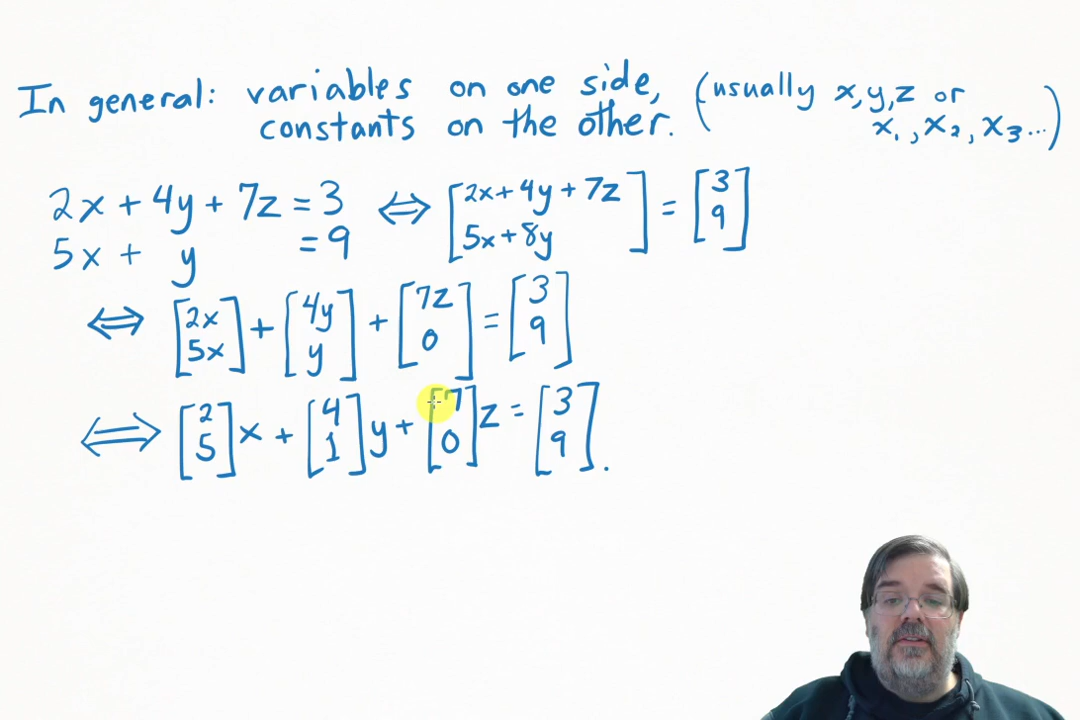 In general: variables on one side, (usually x, y, z or
constants on the other. x₁, x₂, x₃...)
2x + 4y + 7z = 3 ⇔ [2x + 4y + 7z] = [3]
5x + y = 9 [5x + 8y] [9]
⇔ [2x] + [4y] + [7z] = [3]
[5x] [y] [0] [9]
⇔ [2]x + [4]y + [7]z = [3]
[5] [1] [0] [9].